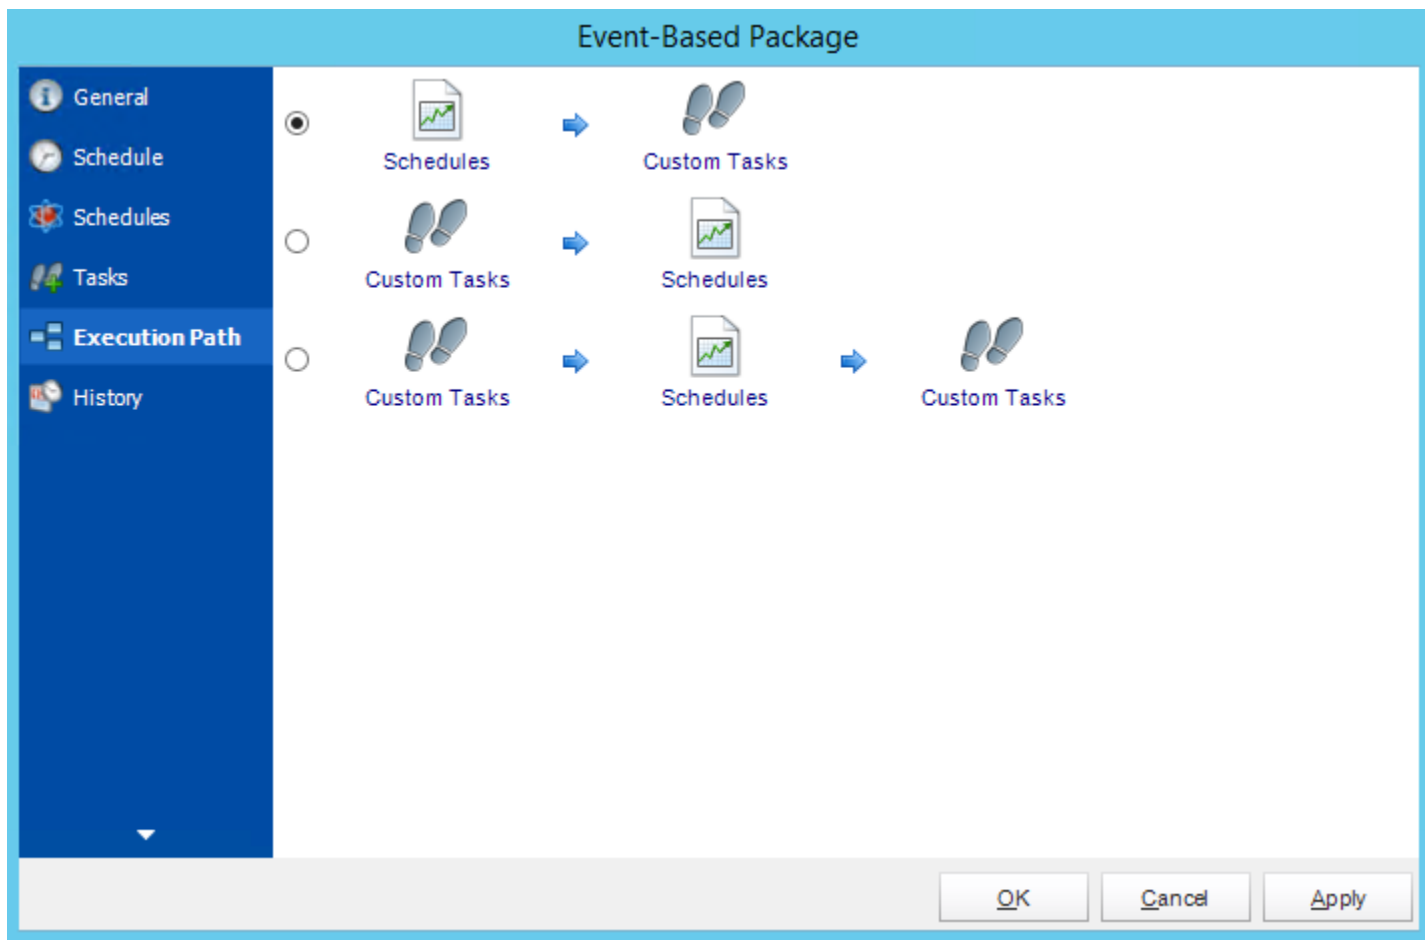 Event-Based Package
General
Schedule
Schedules
Tasks
Execution Path
History
Schedules
Custom Tasks
Custom Tasks
Schedules
Custom Tasks
Schedules
Custom Tasks
OK
Cancel
Apply